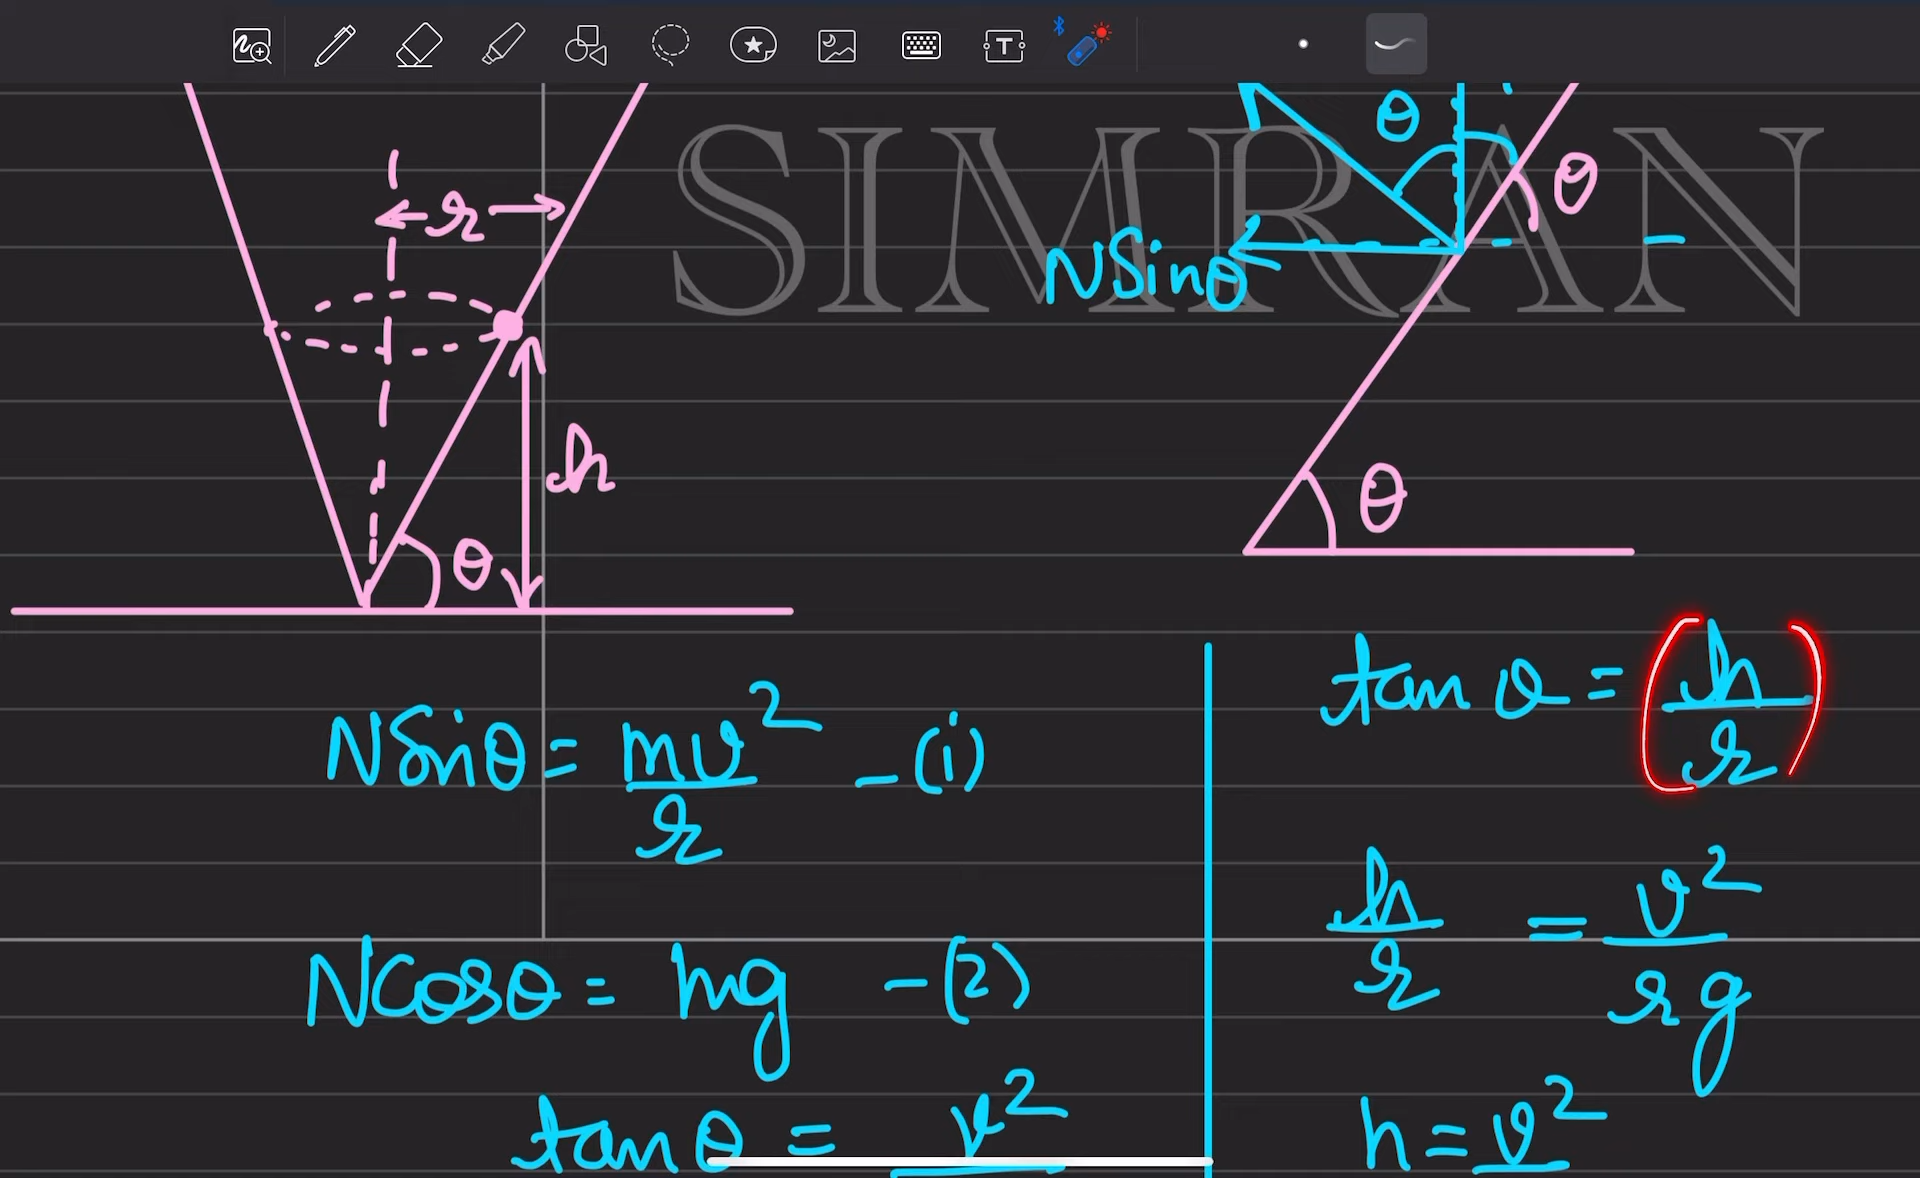 SIMRAN
θ
θ
r
NSinθ
h
θ
θ
tan θ = (h/r)
NSinθ = mv²/r - (i)
h/r = v²/rg
NCosθ = mg - (2)
tan θ = v²
h = v²